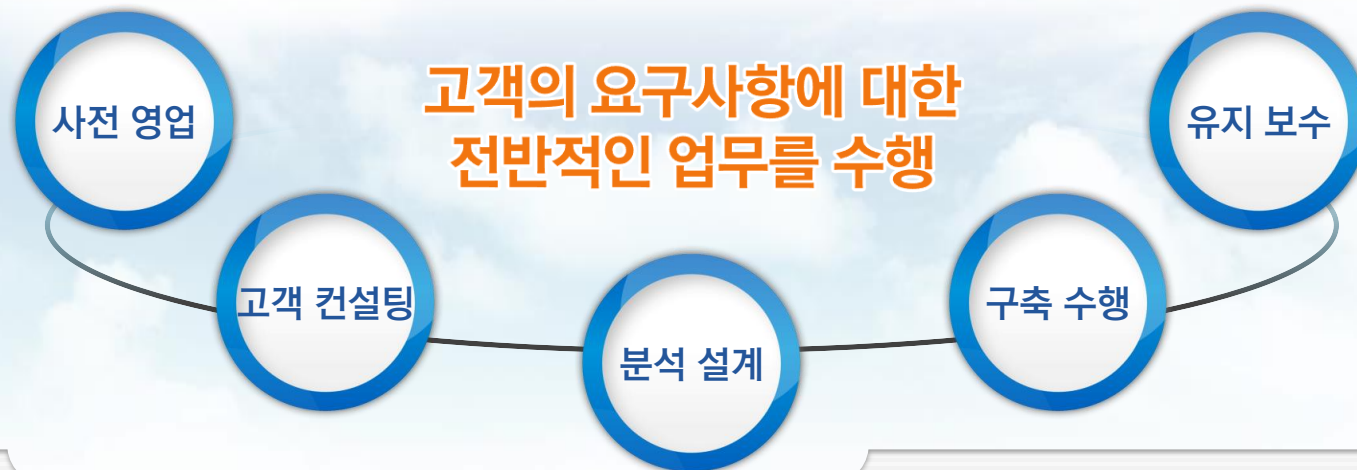 고객의 요구사항에 대한
전반적인 업무를 수행
사전 영업
고객 컨설팅
분석 설계
구축 수행
유지 보수